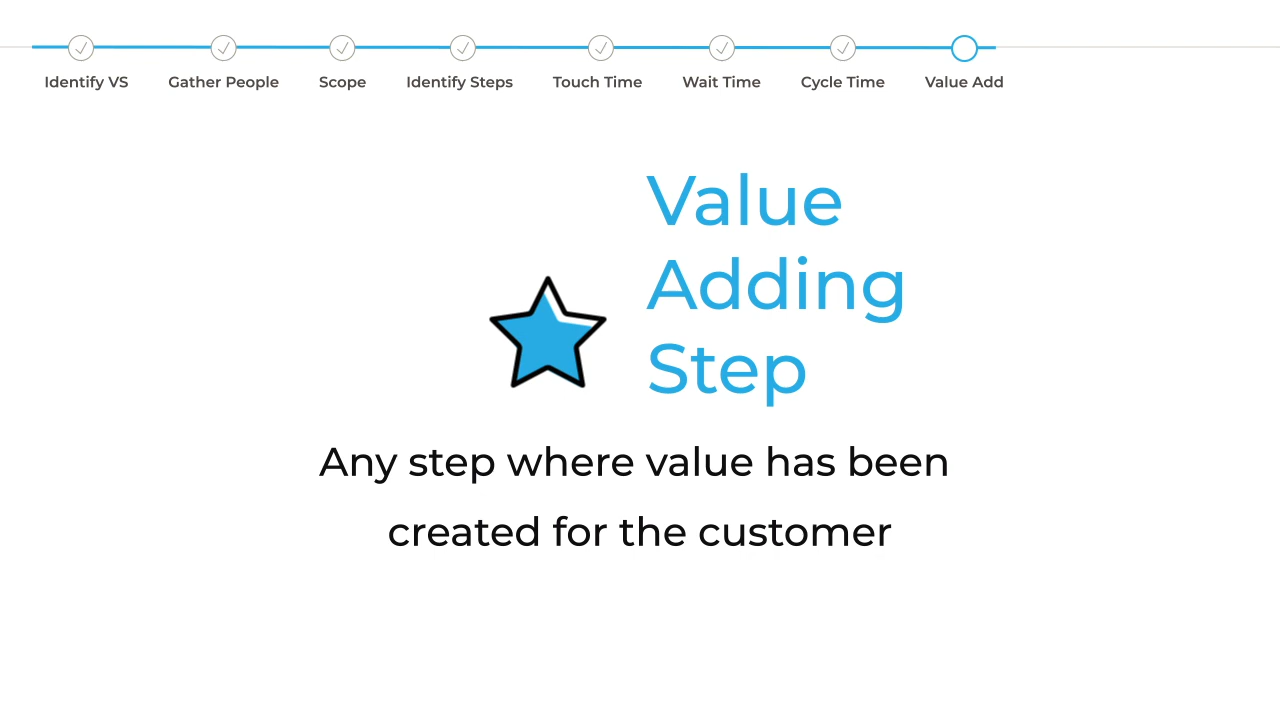 Identify VS
Gather People
Scope
Identify Steps
Touch Time
Wait Time
Cycle Time
Value Add
Value
Adding
Step
Any step where value has been
created for the customer